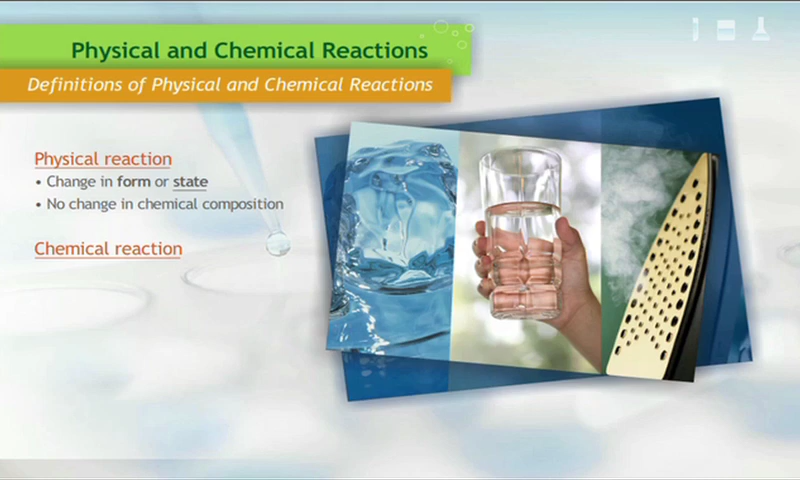 Physical and Chemical Reactions
Definitions of Physical and Chemical Reactions
Physical reaction
• Change in form or state
• No change in chemical composition
Chemical reaction